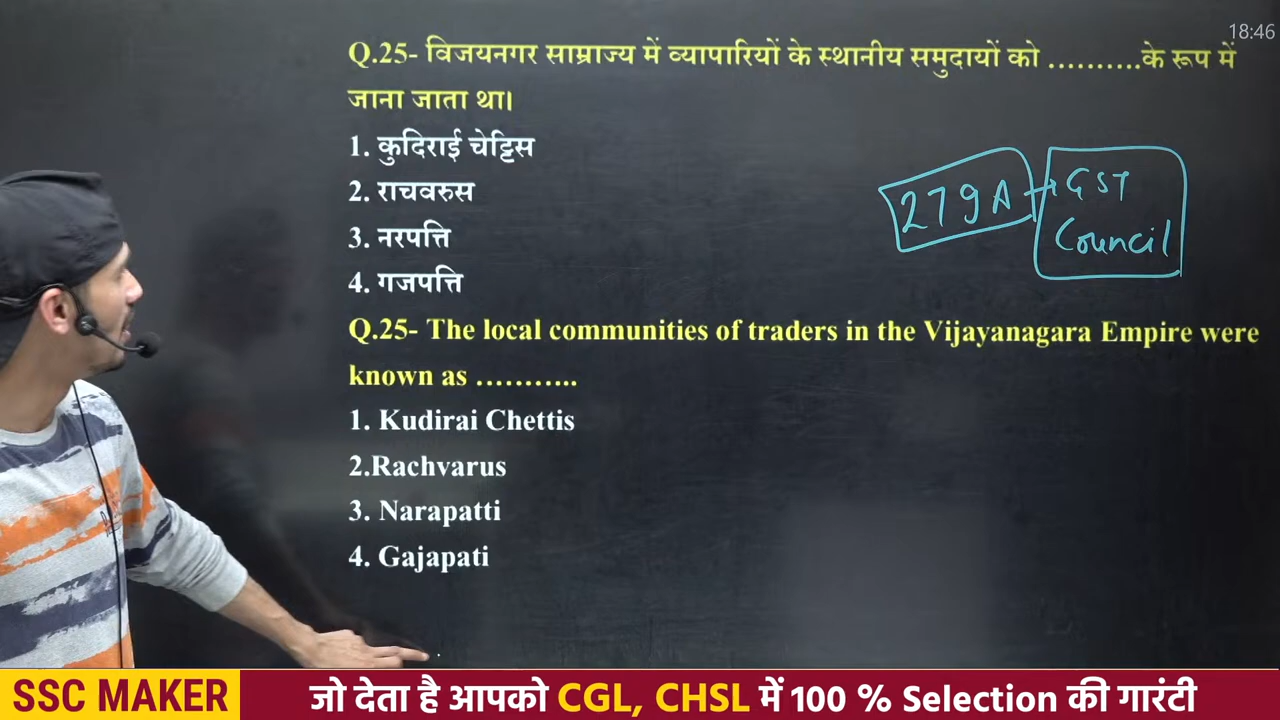 18:46
Q.25- विजयनगर साम्राज्य में व्यापारियों के स्थानीय समुदायों को ..........के रूप में
जाना जाता था।
1. कुदिराई चेट्टिस
2. राचवरुस
3. नरपत्ति
4. गजपत्ति
279A → GST
Council
Q.25- The local communities of traders in the Vijayanagara Empire were
known as ………..
1. Kudirai Chettis
2.Rachvarus
3. Narapatti
4. Gajapati
SSC MAKER
जो देता है आपको CGL, CHSL में 100 % Selection की गारंटी